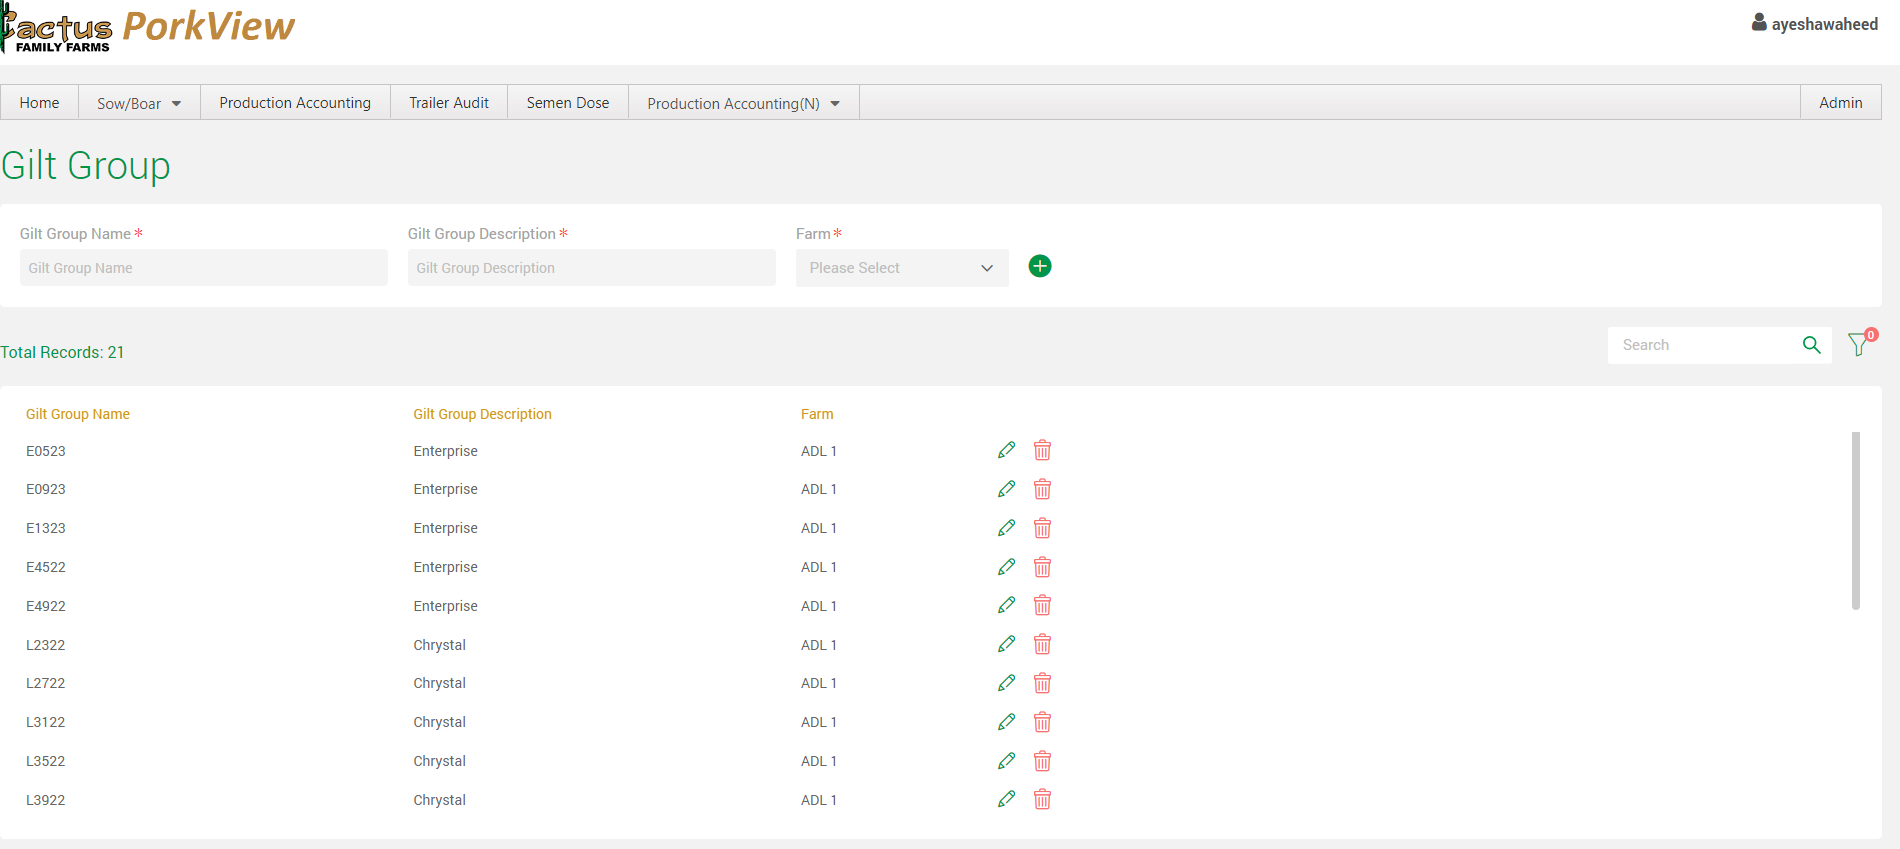 Cactus PorkView
FAMILY FARMS
ayeshawaheed
Home Sow/Boar Production Accounting Trailer Audit Semen Dose Production Accounting(N) Admin
Gilt Group
Gilt Group Name* Gilt Group Description* Farm*
Gilt Group Name Gilt Group Description Please Select
Total Records: 21 Search 0
Gilt Group Name Gilt Group Description Farm
E0523 Enterprise ADL 1
E0923 Enterprise ADL 1
E1323 Enterprise ADL 1
E4522 Enterprise ADL 1
E4922 Enterprise ADL 1
L2322 Chrystal ADL 1
L2722 Chrystal ADL 1
L3122 Chrystal ADL 1
L3522 Chrystal ADL 1
L3922 Chrystal ADL 1